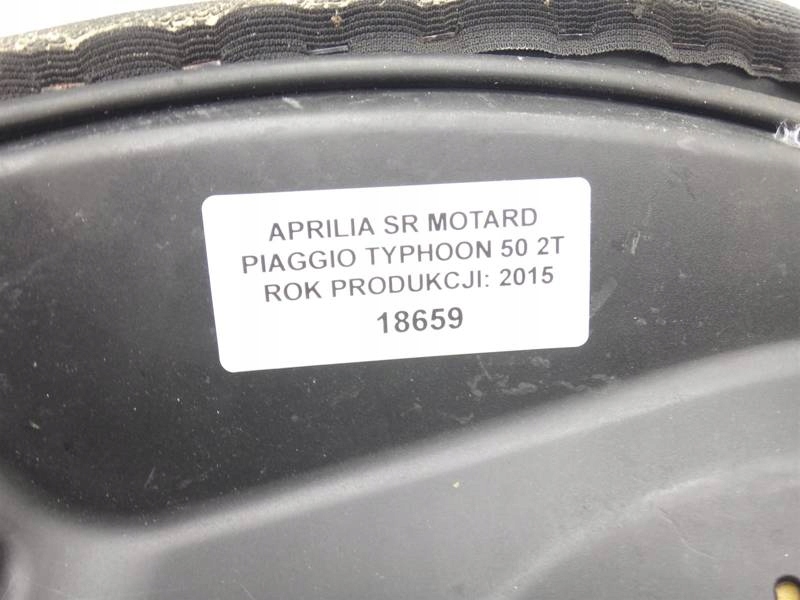 APRILIA SR MOTARD
PIAGGIO TYPHOON 50 2T
ROK PRODUKCJI: 2015
18659